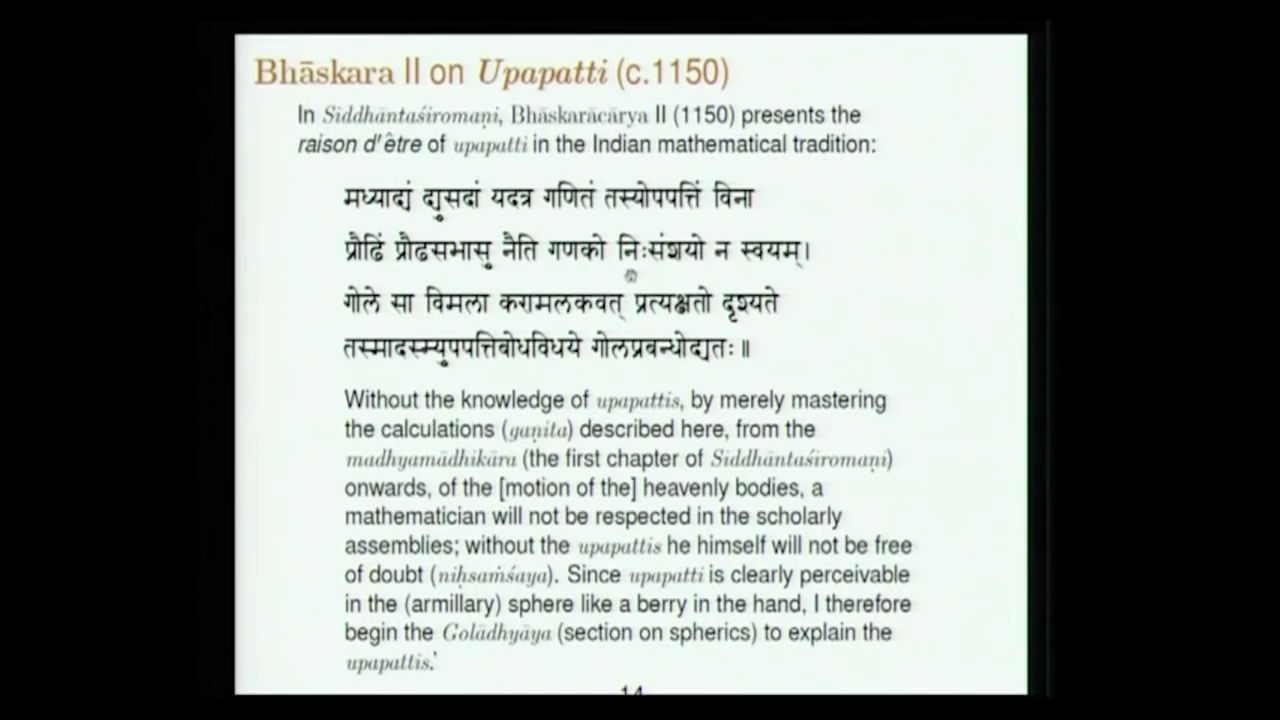 Bhāskara II on Upapatti (c.1150)
In Siddhāntaśiromaṇi, Bhāskarācārya II (1150) presents the
raison d'être of upapatti in the Indian mathematical tradition:
मध्याद्यं द्युसदां यदत्र गणितं तस्योपपत्तिं विना
प्रौढिं प्रौढसभासु नैति गणको निःसंशयो न स्वयम्।
गोले सा विमला करामलकवत् प्रत्यक्षतो दृश्यते
तस्मादस्म्युपपत्तिबोधविधये गोलप्रबन्धोद्यतः॥
Without the knowledge of upapattis, by merely mastering
the calculations (gaṇita) described here, from the
madhyamādhikāra (the first chapter of Siddhāntaśiromaṇi)
onwards, of the [motion of the] heavenly bodies, a
mathematician will not be respected in the scholarly
assemblies; without the upapattis he himself will not be free
of doubt (niḥsaṁśaya). Since upapatti is clearly perceivable
in the (armillary) sphere like a berry in the hand, I therefore
begin the Golādhyāya (section on spherics) to explain the
upapattis.'
14